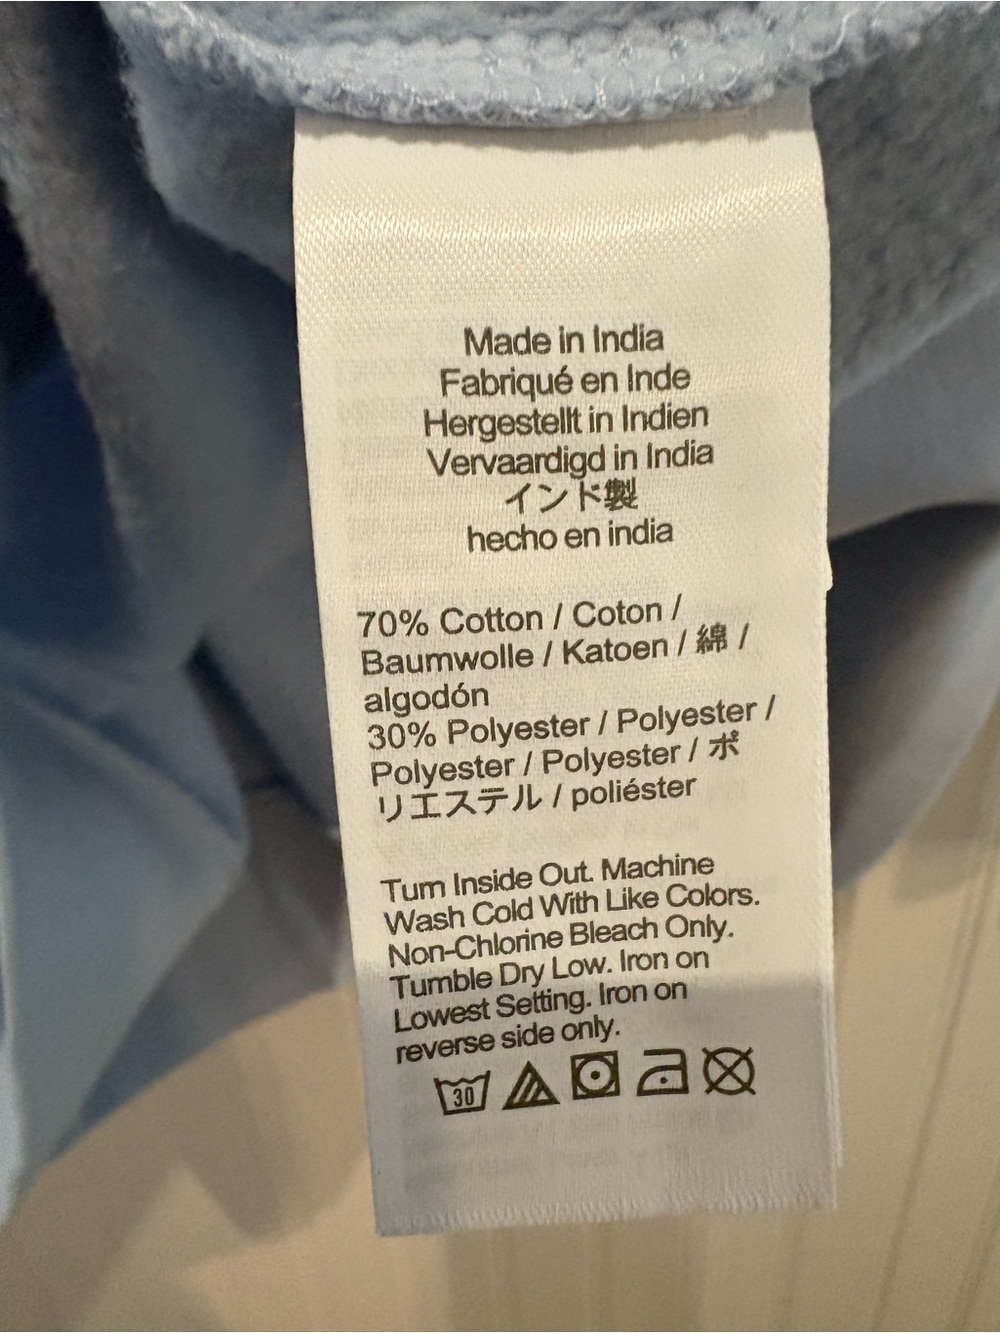 Made in India
Fabriqué en Inde
Hergestellt in Indien
Vervaardigd in India
インド製
hecho en india
70% Cotton / Coton /
Baumwolle / Katoen / 綿 /
algodón
30% Polyester / Polyester /
Polyester / Polyester / ポ
リエステル / poliéster
Turn Inside Out. Machine
Wash Cold With Like Colors.
Non-Chlorine Bleach Only.
Tumble Dry Low. Iron on
Lowest Setting. Iron on
reverse side only.
30